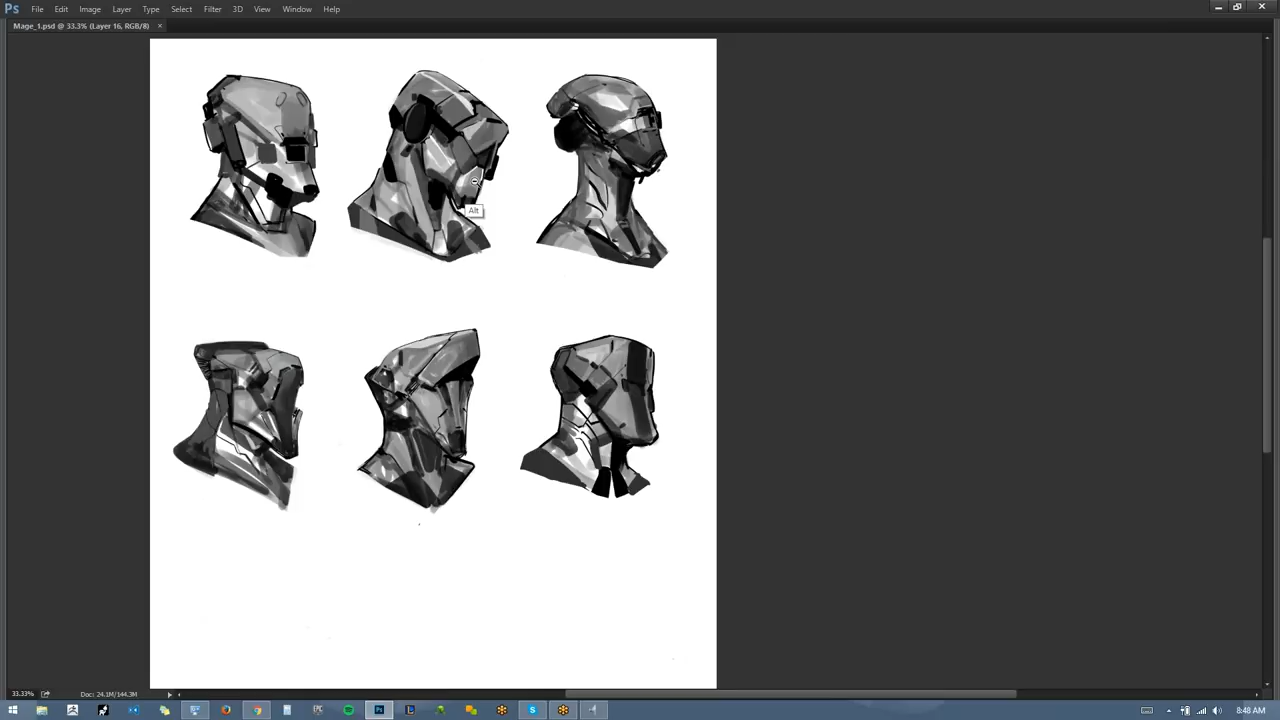 Ps File Edit Image Layer Type Select Filter 3D View Window Help
Mage_1.psd @ 33.3% (Layer 16, RGB/8) ×
Alt
33.33% Doc: 24.1M/144.3M
8:48 AM